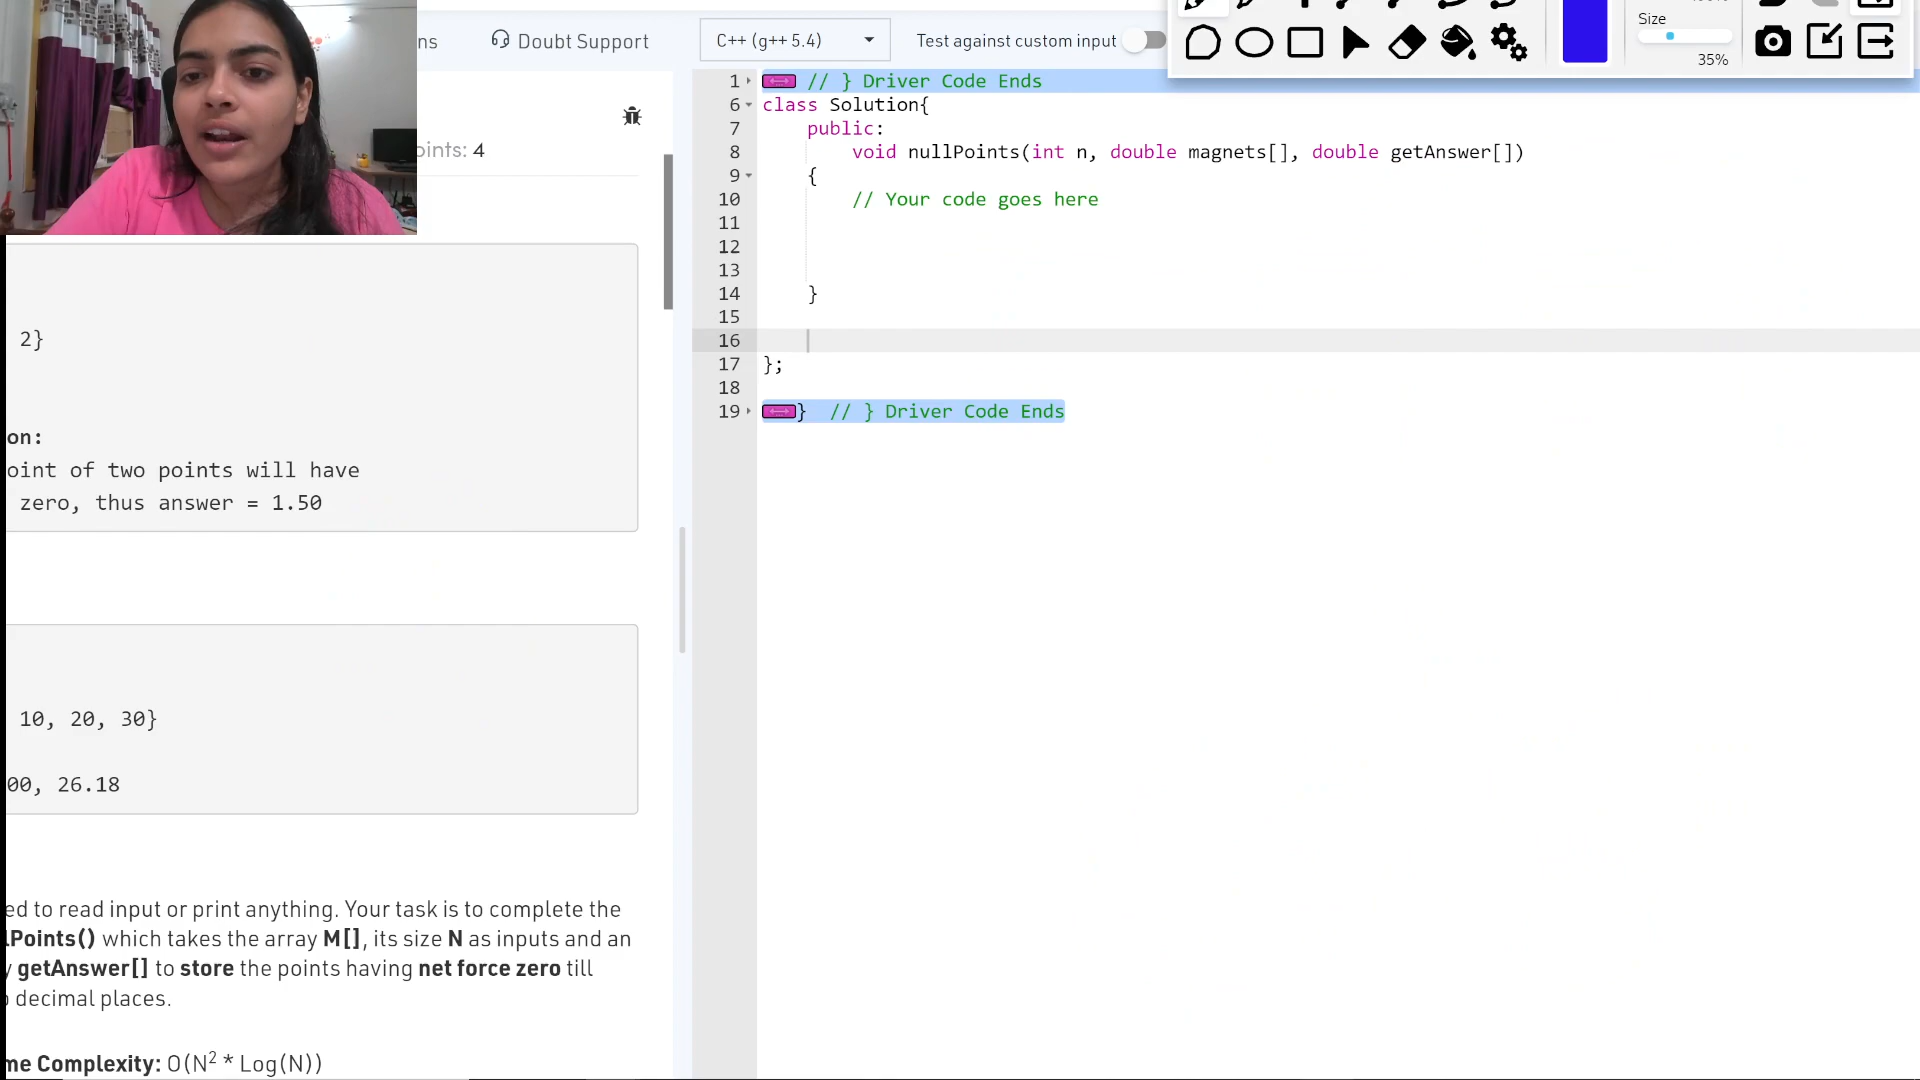 ns
Doubt Support
C++ (g++ 5.4)
Test against custom input
Size
35%
oints: 4
1 // } Driver Code Ends
6 class Solution{
7 public:
8 void nullPoints(int n, double magnets[], double getAnswer[])
9 {
10 // Your code goes here
11
12
13
14 }
15
16
17 };
18
19 } // } Driver Code Ends
2}
on:
oint of two points will have
zero, thus answer = 1.50
10, 20, 30}
00, 26.18
ed to read input or print anything. Your task is to complete the
lPoints() which takes the array M[], its size N as inputs and an
y getAnswer[] to store the points having net force zero till
o decimal places.
me Complexity: O(N² * Log(N))